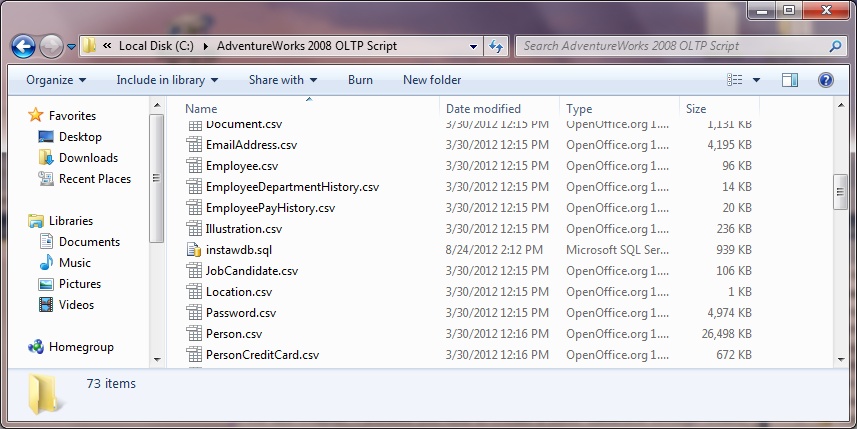 Local Disk (C:) AdventureWorks 2008 OLTP Script Search AdventureWorks 2008 OLTP Script
Organize Include in library Share with Burn New folder
Favorites
Desktop
Downloads
Recent Places
Libraries
Documents
Music
Pictures
Videos
Homegroup
Name Date modified Type Size
Document.csv 3/30/2012 12:15 PM OpenOffice.org 1.... 1,131 KB
EmailAddress.csv 3/30/2012 12:15 PM OpenOffice.org 1.... 4,195 KB
Employee.csv 3/30/2012 12:15 PM OpenOffice.org 1.... 96 KB
EmployeeDepartmentHistory.csv 3/30/2012 12:15 PM OpenOffice.org 1.... 14 KB
EmployeePayHistory.csv 3/30/2012 12:15 PM OpenOffice.org 1.... 20 KB
Illustration.csv 3/30/2012 12:15 PM OpenOffice.org 1.... 236 KB
instawdb.sql 8/24/2012 2:12 PM Microsoft SQL Ser... 939 KB
JobCandidate.csv 3/30/2012 12:15 PM OpenOffice.org 1.... 106 KB
Location.csv 3/30/2012 12:15 PM OpenOffice.org 1.... 1 KB
Password.csv 3/30/2012 12:15 PM OpenOffice.org 1.... 4,974 KB
Person.csv 3/30/2012 12:16 PM OpenOffice.org 1.... 26,498 KB
PersonCreditCard.csv 3/30/2012 12:16 PM OpenOffice.org 1.... 672 KB
73 items